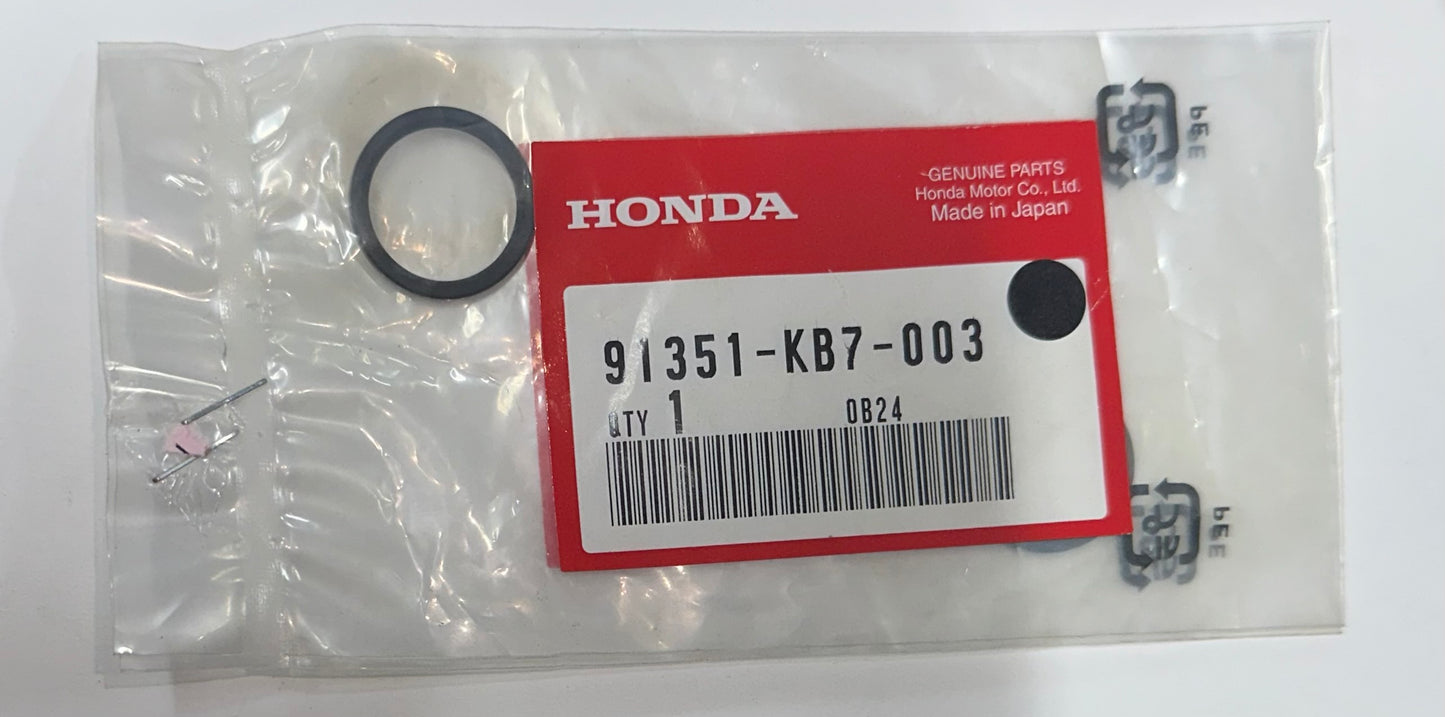 HONDA
GENUINE PARTS
Honda Motor Co., Ltd.
Made in Japan
91351-KB7-003
QTY 1
0B24